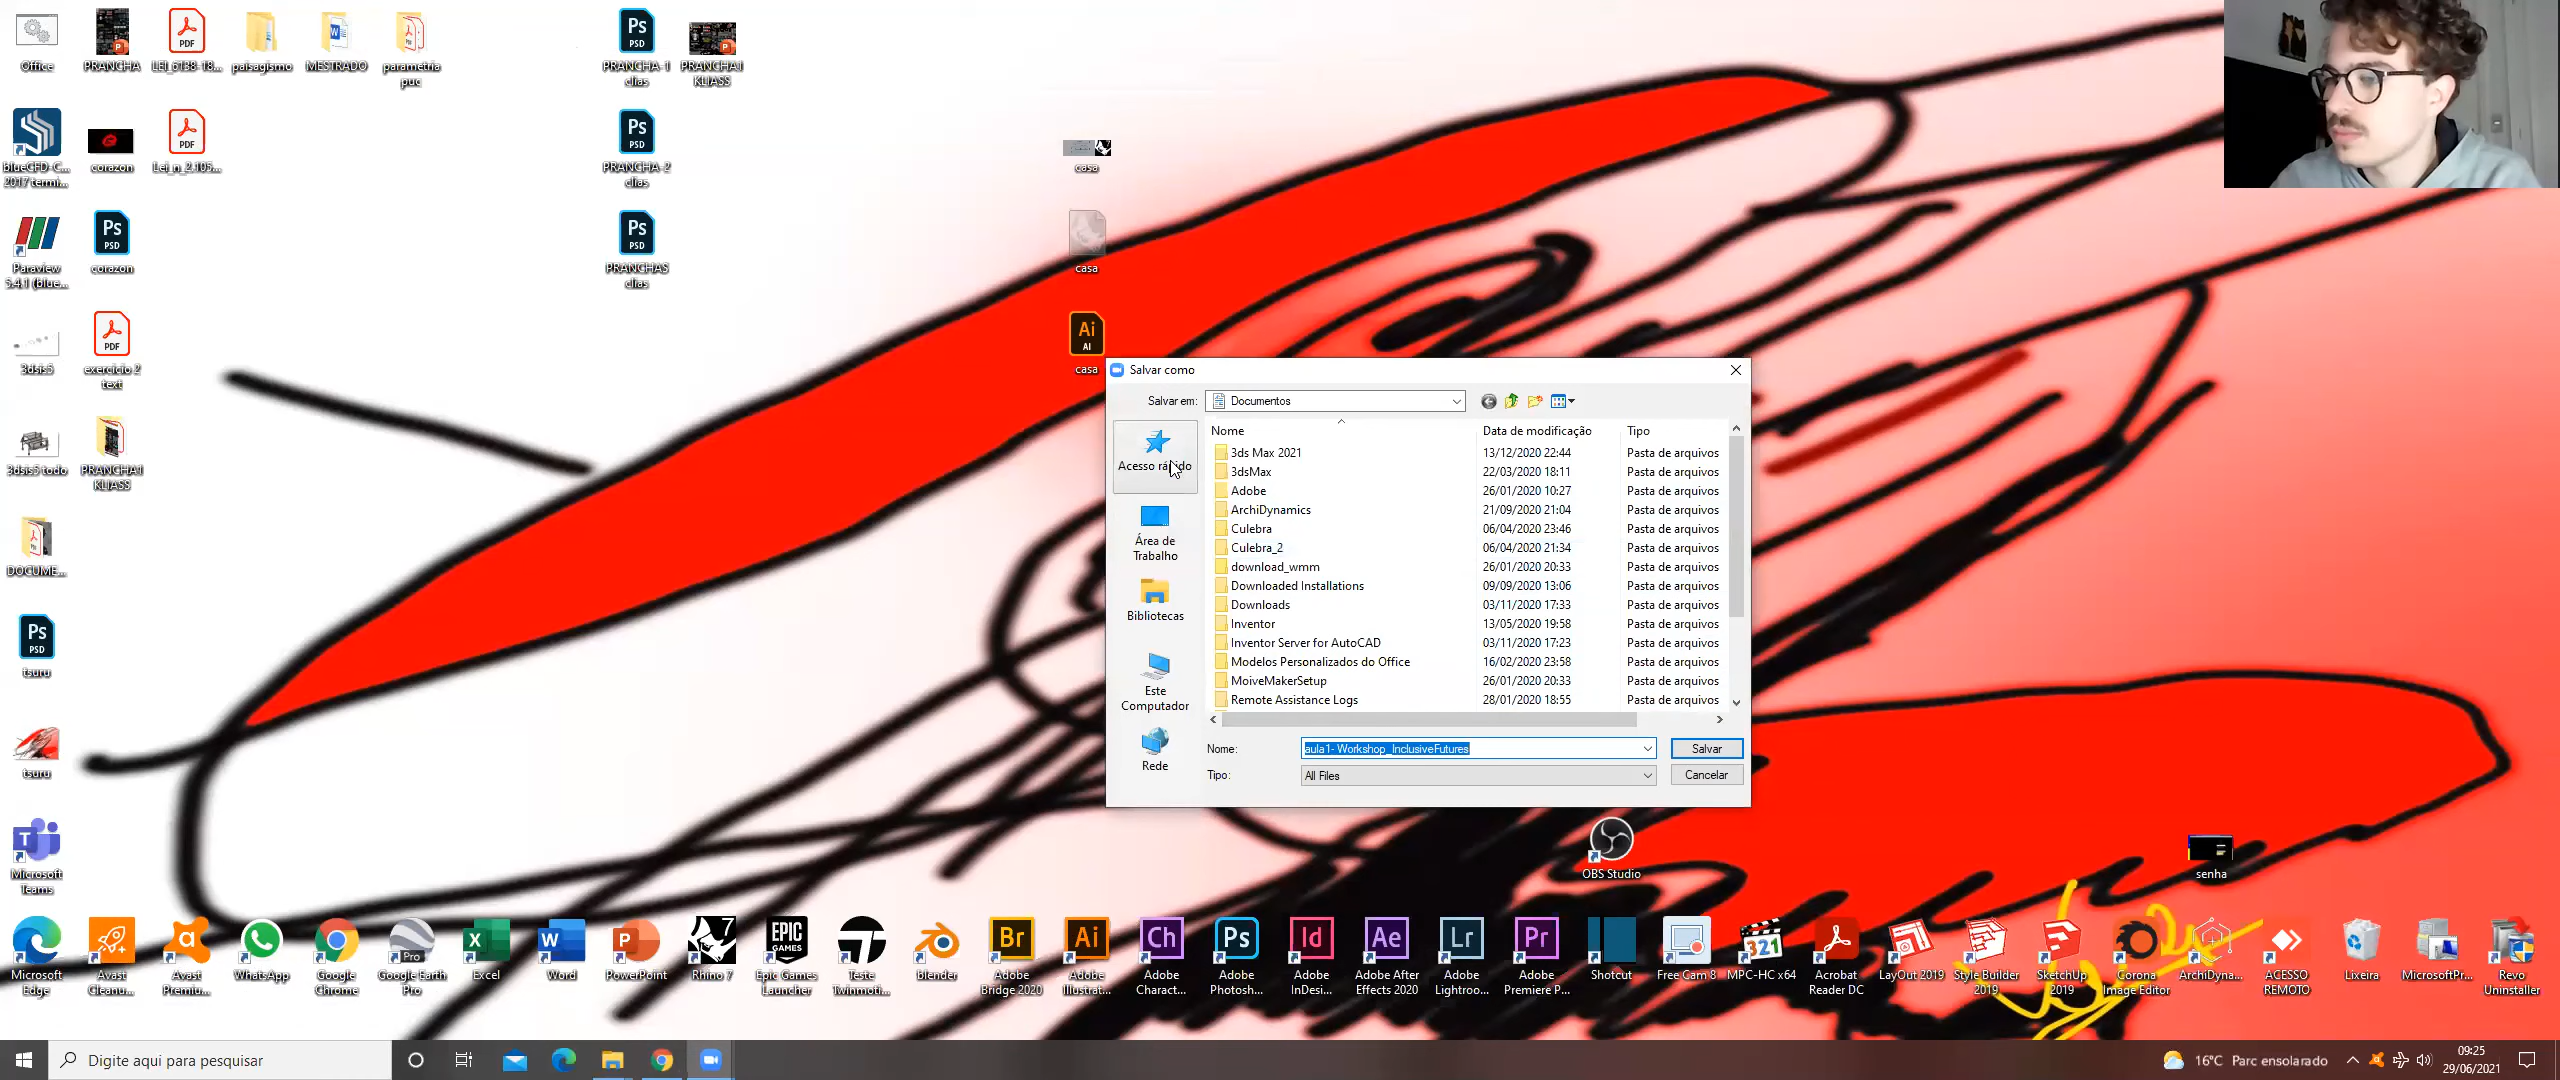 Office
PRANCHA
LEI_6138-18...
paisagismo
MESTRADO
parametria
puc
PRANCHA-1
clias
PRANCHA1
KLIASS
blueCFD-C...
2017 termi...
corazon
Lei_n_2.105...
PRANCHA-2
clias
casa
Paraview
5.4.1 (blue...
corazon
PRANCHAS
clias
casa
3dsis5
exercicio 2
text
casa
3dsis5 todo
PRANCHA1
KLIASS
DOCUME...
tsuru
tsuru
Microsoft
Teams
Salvar como
Salvar em:
Documentos
Nome
Data de modificação
Tipo
3ds Max 2021
13/12/2020 22:44
Pasta de arquivos
3dsMax
22/03/2020 18:11
Pasta de arquivos
Adobe
26/01/2020 10:27
Pasta de arquivos
ArchiDynamics
21/09/2020 21:04
Pasta de arquivos
Culebra
06/04/2020 23:46
Pasta de arquivos
Culebra_2
06/04/2020 21:34
Pasta de arquivos
download_wmm
26/01/2020 20:33
Pasta de arquivos
Downloaded Installations
09/09/2020 13:06
Pasta de arquivos
Downloads
03/11/2020 17:33
Pasta de arquivos
Inventor
13/05/2020 19:58
Pasta de arquivos
Inventor Server for AutoCAD
03/11/2020 17:23
Pasta de arquivos
Modelos Personalizados do Office
16/02/2020 23:58
Pasta de arquivos
MoiveMakerSetup
26/01/2020 20:33
Pasta de arquivos
Remote Assistance Logs
28/01/2020 18:55
Pasta de arquivos
Acesso rápido
Área de
Trabalho
Bibliotecas
Este
Computador
Rede
Nome:
aula1- Workshop_InclusiveFutures
Salvar
Tipo:
All Files
Cancelar
OBS Studio
senha
Microsoft
Edge
Avast
Cleanu...
Avast
Premiu...
WhatsApp
Google
Chrome
Google Earth
Pro
Excel
Word
PowerPoint
Rhino 7
Epic Games
Launcher
Teste
Twinmoti...
blender
Adobe
Bridge 2020
Adobe
Illustrat...
Adobe
Charact...
Adobe
Photosh...
Adobe
InDesi...
Adobe After
Effects 2020
Adobe
Lightroo...
Adobe
Premiere P...
Shotcut
Free Cam 8
MPC-HC x64
Acrobat
Reader DC
LayOut 2019
Style Builder
2019
SketchUp
2019
Corona
Image Editor
ArchiDyna...
ACESSO
REMOTO
Lixeira
MicrosoftPr...
Revo
Uninstaller
Digite aqui para pesquisar
16°C Parc ensolarado
09:25
29/06/2021